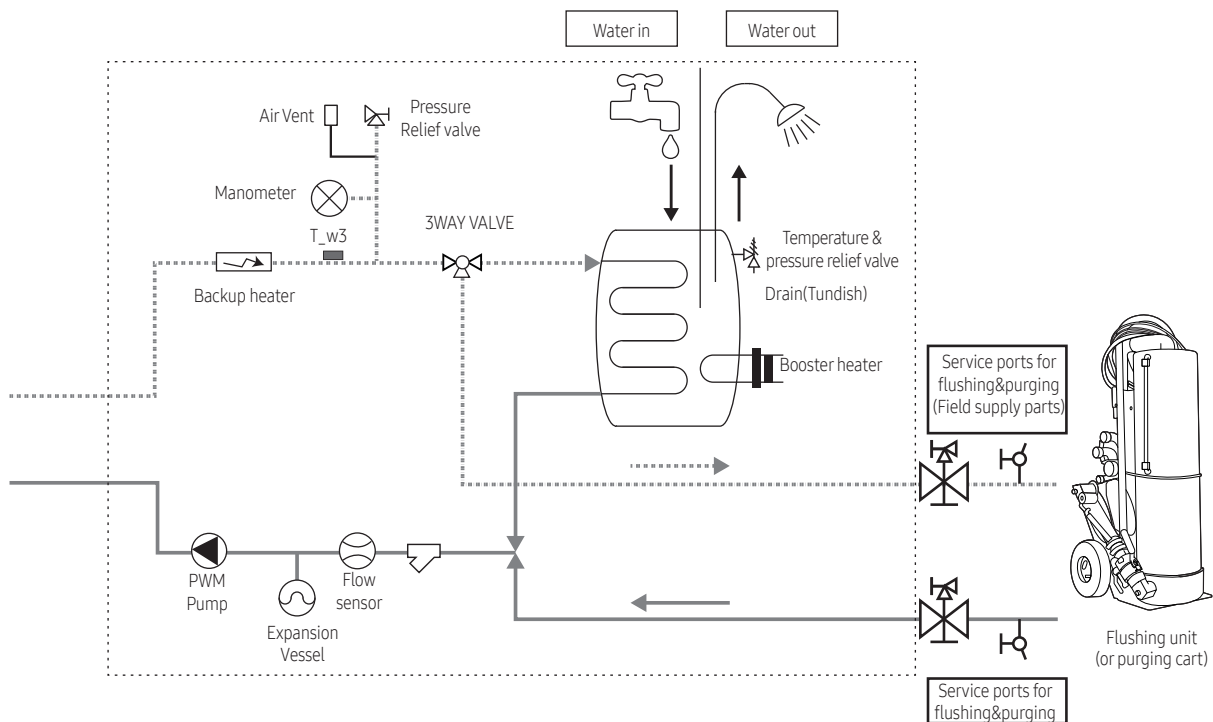 Water in
Water out
Air Vent
Pressure
Relief valve
Manometer
T_w3
3WAY VALVE
Temperature &
pressure relief valve
Backup heater
Drain(Tundish)
Booster heater
Service ports for
flushing&purging
(Field supply parts)
PWM
Pump
Flow
sensor
Expansion
Vessel
Flushing unit
(or purging cart)
Service ports for
flushing&purging